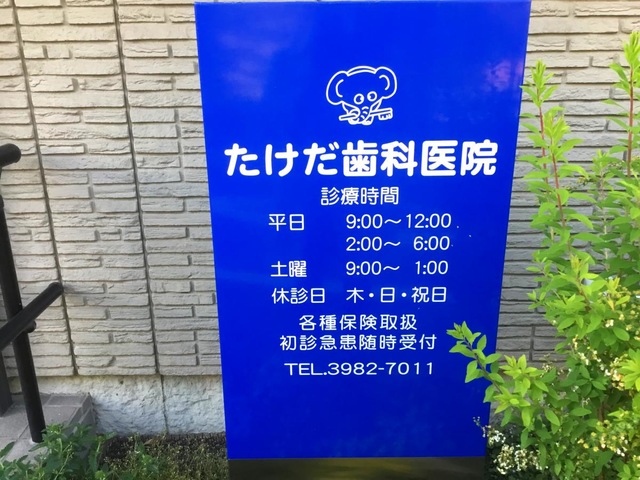 たけだ歯科医院
診療時間
平日 9:00～12:00
2:00～ 6:00
土曜 9:00～ 1:00
休診日 木・日・祝日
各種保険取扱
初診急患随時受付
TEL.3982-7011